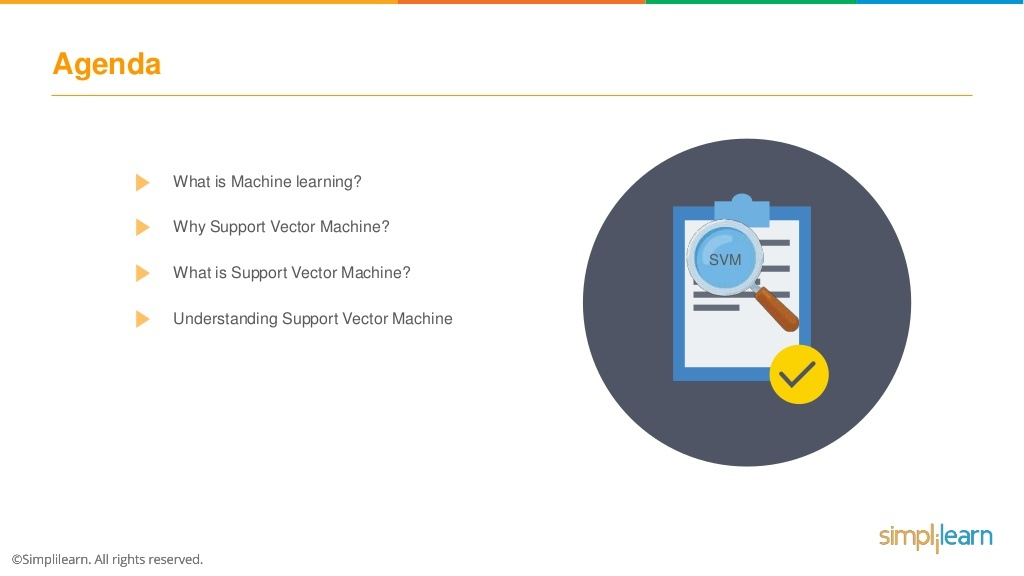 Agenda
What is Machine learning?
Why Support Vector Machine?
What is Support Vector Machine?
Understanding Support Vector Machine
SVM
simplilearn
©Simplilearn. All rights reserved.